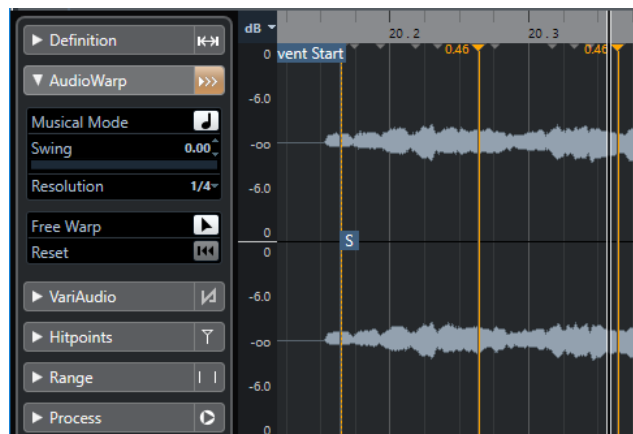 Definition
AudioWarp
Musical Mode
Swing 0.00
Resolution 1/4
Free Warp
Reset
VariAudio
Hitpoints
Range
Process
dB
20.2 20.3
0 vent Start 0.46 0.46
-6.0
-oo
-6.0
0
S
0
-6.0
-oo
-6.0
0